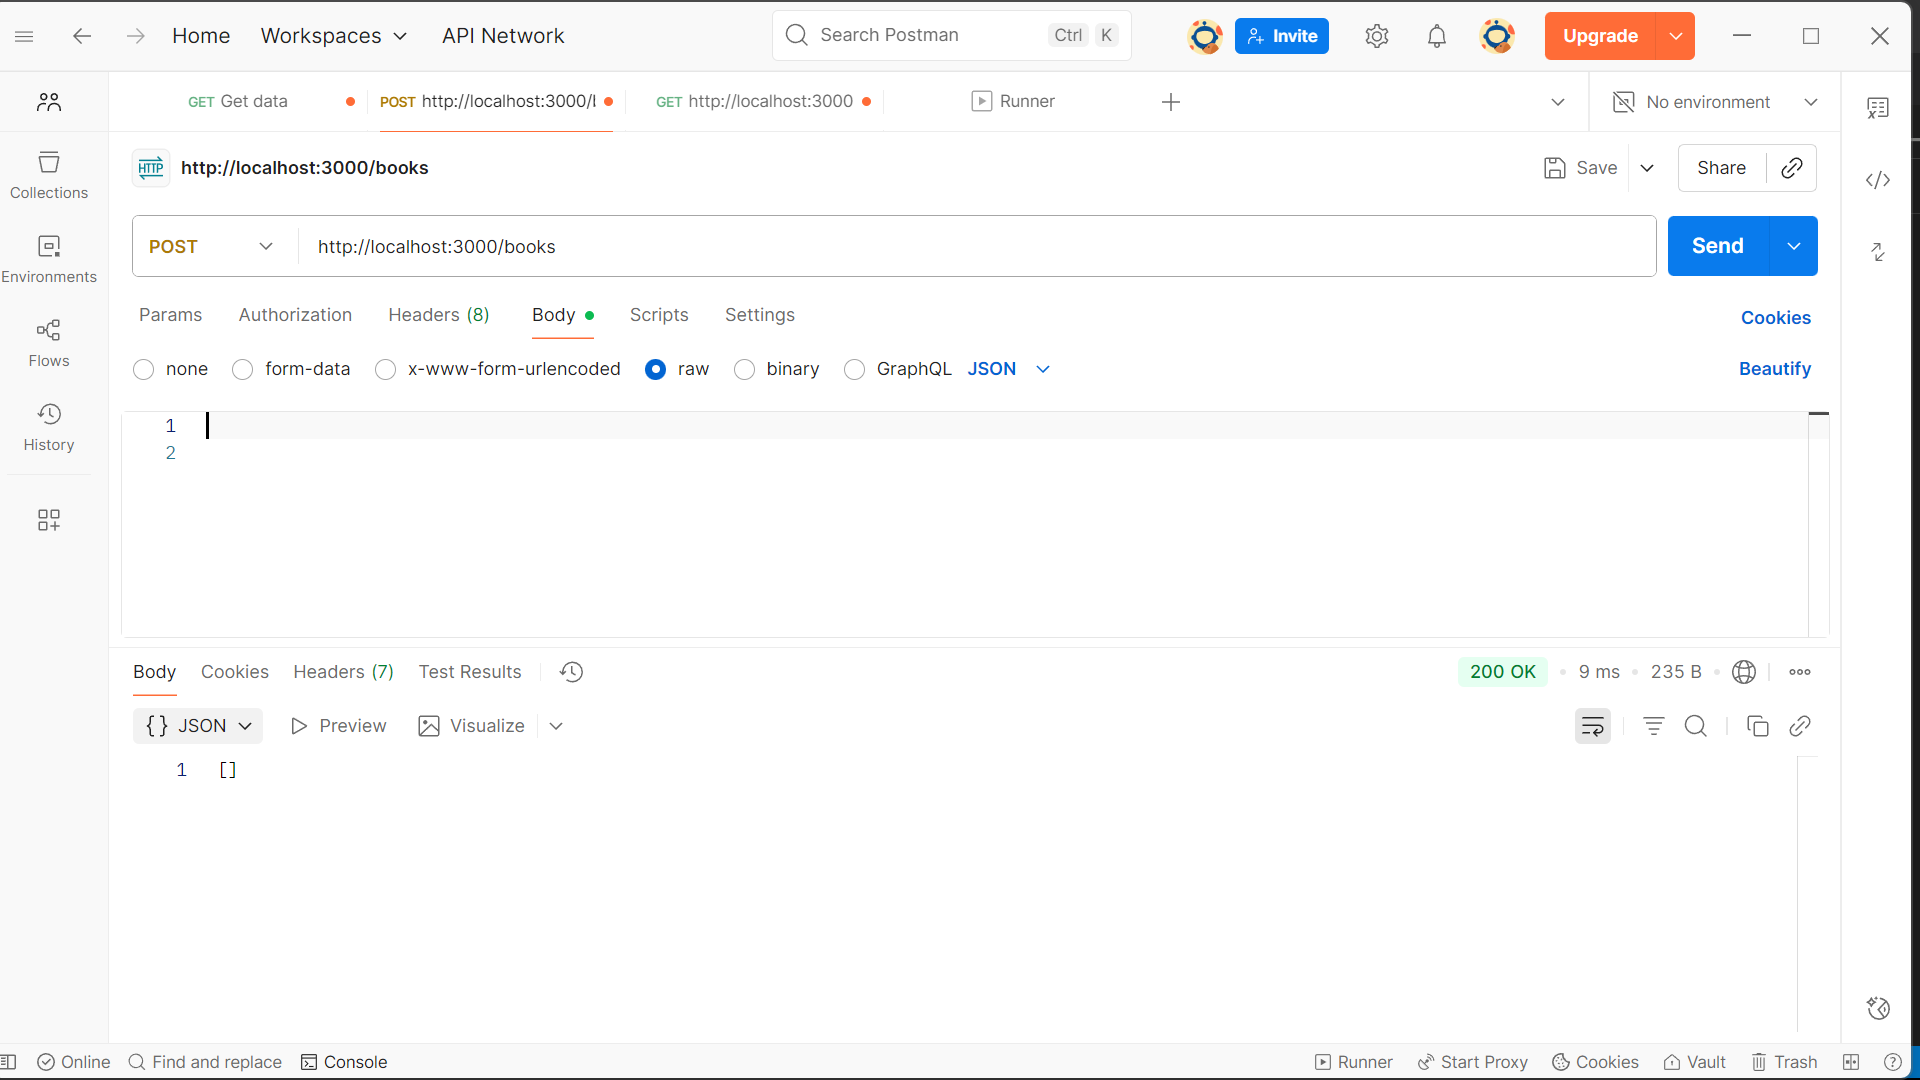 Home Workspaces API Network Search Postman Ctrl K Invite Upgrade
GET Get data POST http://localhost:3000/b GET http://localhost:3000 Runner No environment
HTTP http://localhost:3000/books Save Share
Collections
POST http://localhost:3000/books Send
Environments
Params Authorization Headers (8) Body Scripts Settings Cookies
Flows
none form-data x-www-form-urlencoded raw binary GraphQL JSON Beautify
History
1
2
Body Cookies Headers (7) Test Results 200 OK • 9 ms • 235 B •
{} JSON Preview Visualize
1 []
Online Find and replace Console Runner Start Proxy Cookies Vault Trash